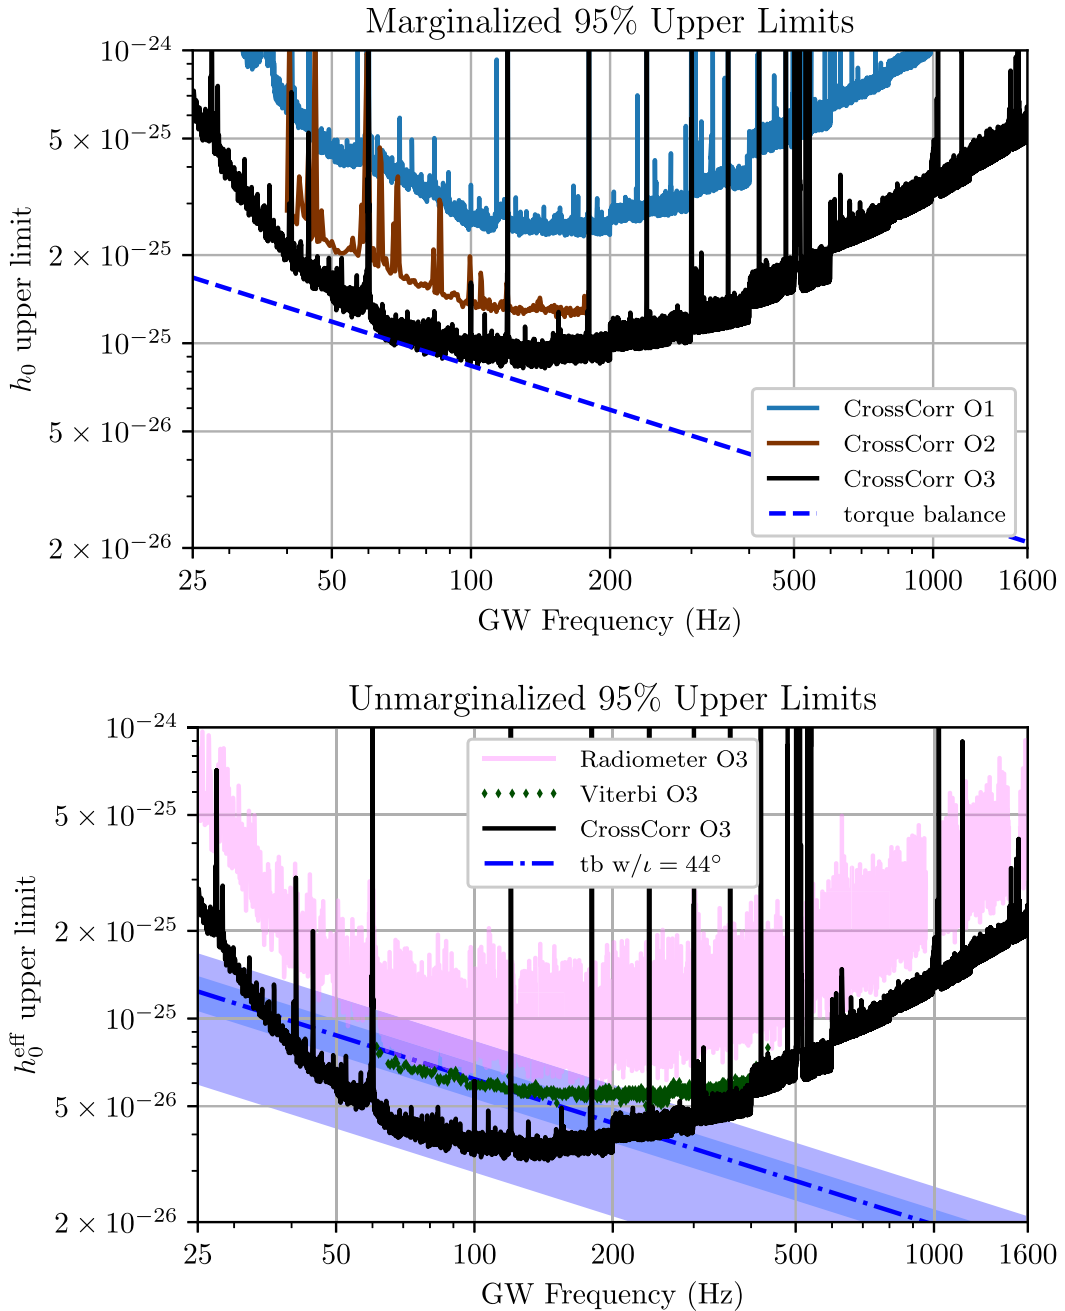 Marginalized 95% Upper Limits
10⁻²⁴
5 × 10⁻²⁵
2 × 10⁻²⁵
10⁻²⁵
5 × 10⁻²⁶
2 × 10⁻²⁶
h₀ upper limit
CrossCorr O1
CrossCorr O2
CrossCorr O3
torque balance
25 50 100 200 500 1000 1600
GW Frequency (Hz)
Unmarginalized 95% Upper Limits
10⁻²⁴
5 × 10⁻²⁵
2 × 10⁻²⁵
10⁻²⁵
5 × 10⁻²⁶
2 × 10⁻²⁶
h₀ᵉᶠᶠ upper limit
Radiometer O3
Viterbi O3
CrossCorr O3
tb w/ι = 44°
25 50 100 200 500 1000 1600
GW Frequency (Hz)